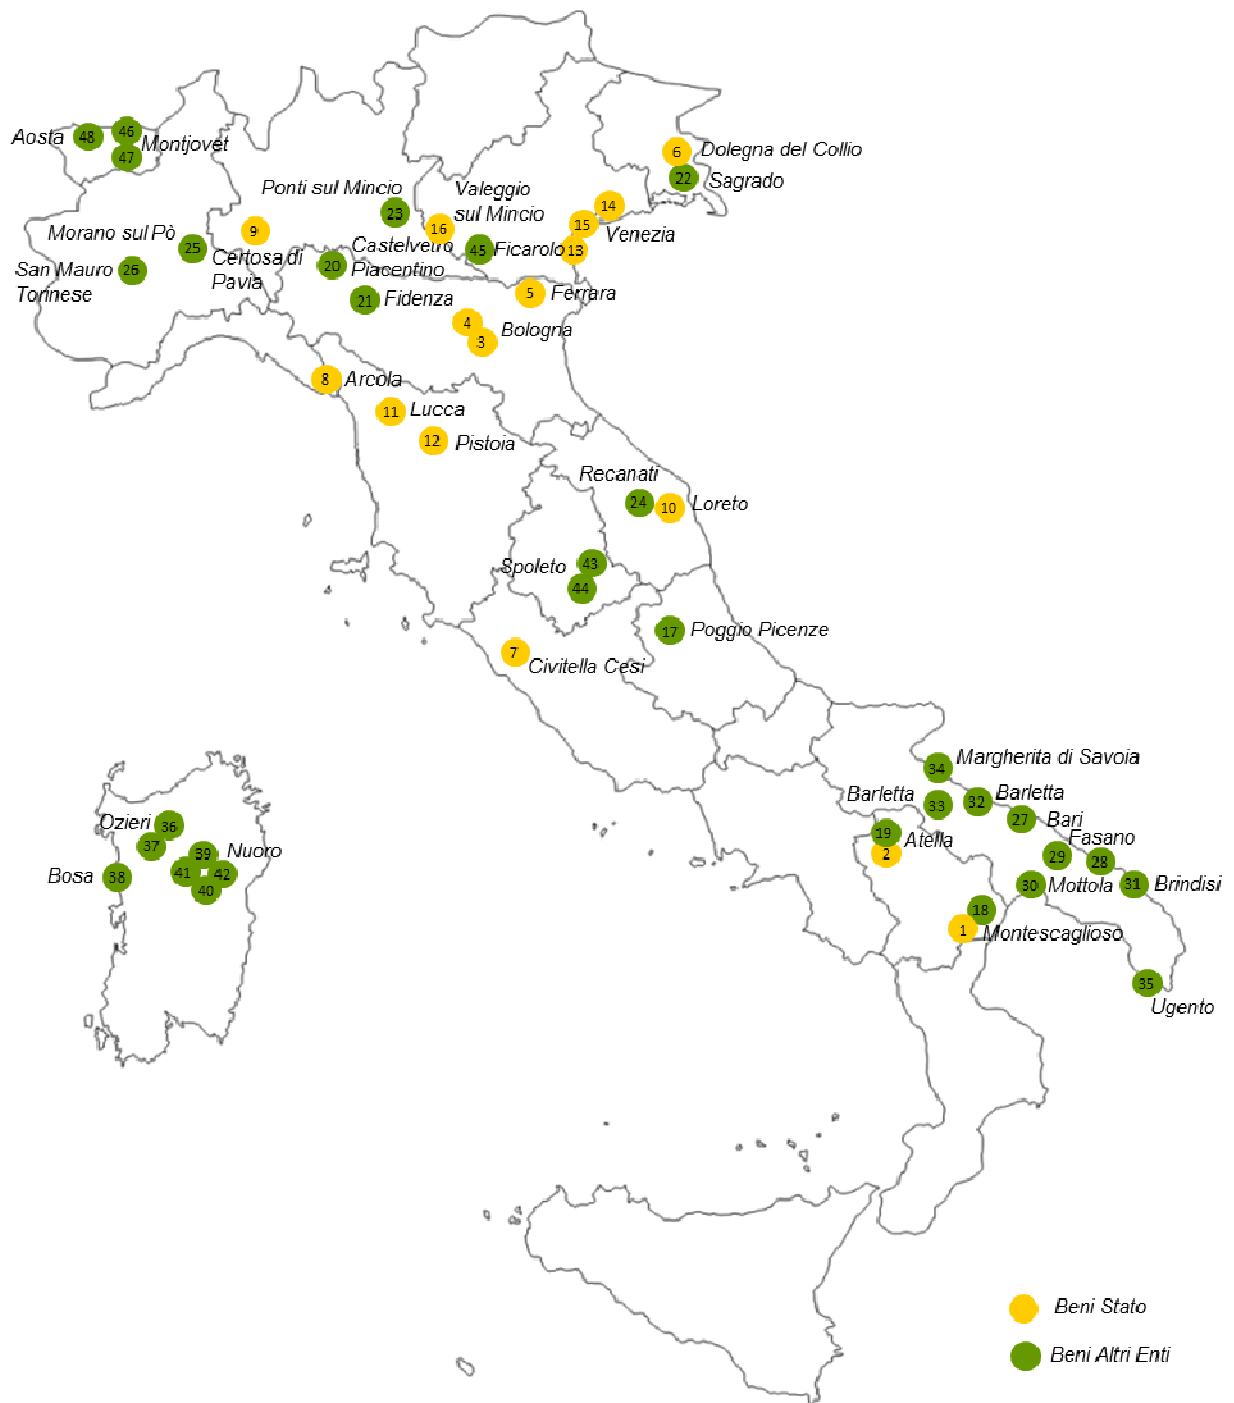 Aosta
48
46
47
Montjovet
6
Dolegna del Collio
22
Sagrado
Ponti sul Mincio
23
Valeggio
sul Mincio
16
14
15
13
Venezia
9
Certosa di
Pavia
Morano sul Pò
25
San Mauro
Torinese
26
Castelvetro
Piacentino
20
45
Ficarolo
21
Fidenza
5
Ferrara
4
3
Bologna
8
Arcola
11
Lucca
12
Pistoia
Recanati
24
10
Loreto
Spoleto
43
44
17
Poggio Picenze
7
Civitella Cesi
34
Margherita di Savoia
Barletta
33
32
Barletta
27
Bari
Fasano
29
28
19
2
Atella
30
Mottola
31
Brindisi
18
1
Montescaglioso
35
Ugento
Ozieri
36
37
39
Nuoro
41
42
40
Bosa
38
Beni Stato
Beni Altri Enti